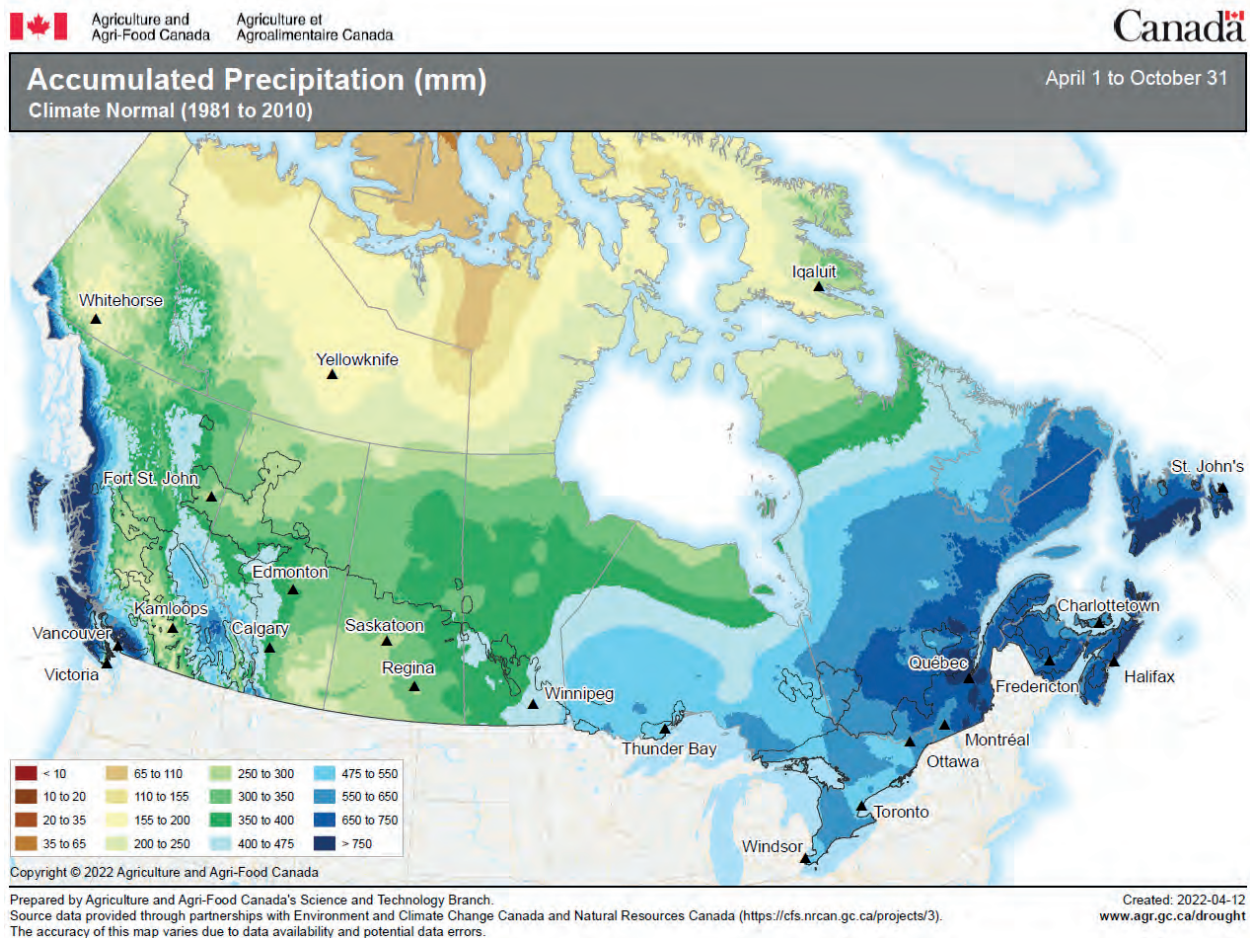 Agriculture and
Agri-Food Canada
Agriculture et
Agroalimentaire Canada
Canada
Accumulated Precipitation (mm)
April 1 to October 31
Climate Normal (1981 to 2010)
Iqaluit
Whitehorse
Yellowknife
St. John's
Fort St. John
Edmonton
Kamloops
Charlottetown
Vancouver
Calgary
Saskatoon
Victoria
Regina
Québec
Halifax
Fredericton
Winnipeg
Thunder Bay
Montréal
Ottawa
Toronto
Windsor
< 10
65 to 110
250 to 300
475 to 550
10 to 20
110 to 155
300 to 350
550 to 650
20 to 35
155 to 200
350 to 400
650 to 750
35 to 65
200 to 250
400 to 475
> 750
Copyright © 2022 Agriculture and Agri-Food Canada
Prepared by Agriculture and Agri-Food Canada's Science and Technology Branch.
Source data provided through partnerships with Environment and Climate Change Canada and Natural Resources Canada (https://cfs.nrcan.gc.ca/projects/3).
The accuracy of this map varies due to data availability and potential data errors.
Created: 2022-04-12
www.agr.gc.ca/drought